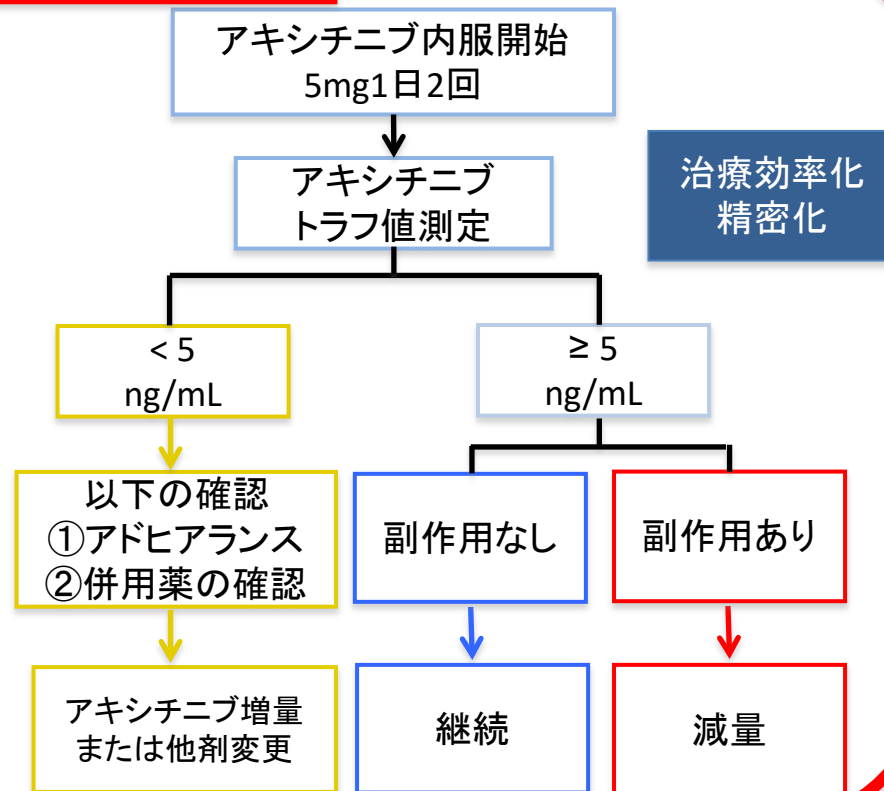 アキシチニブ内服開始
5mg1日2回
アキシチニブ
トラフ値測定
治療効率化
精密化
< 5
ng/mL
≥ 5
ng/mL
以下の確認
①アドヒアランス
②併用薬の確認
副作用なし
副作用あり
アキシチニブ増量
または他剤変更
継続
減量